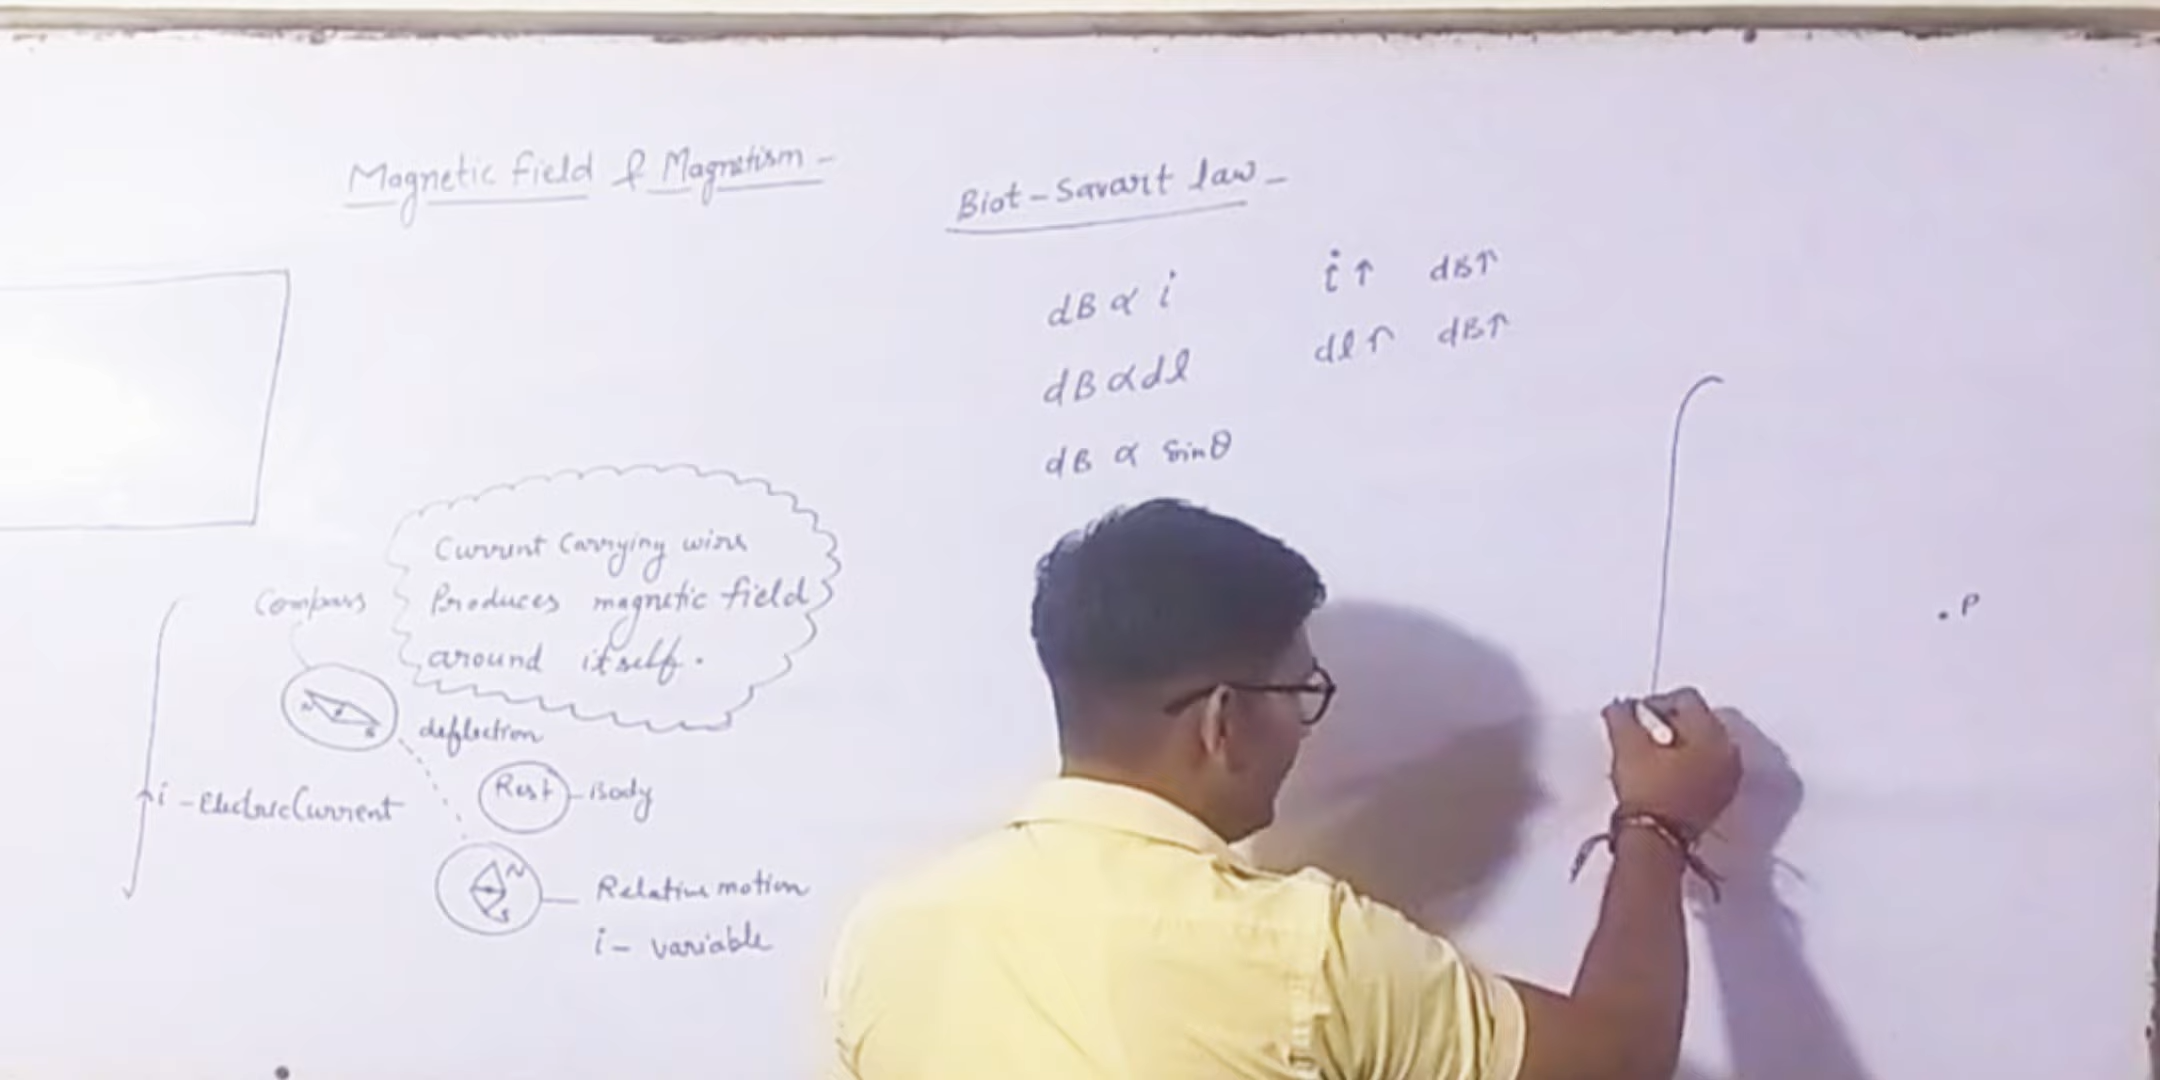 Magnetic field & Magnetism -
Compass
N
S
deflection
i - Electric Current
Current Carrying wire
Produces magnetic field
around itself.
Rest - Body
N
S
Relative motion
i - variable
Biot - Savart law -
dB ∝ i i↑ dB↑
dB ∝ dl dl↑ dB↑
dB ∝ sinθ
. P